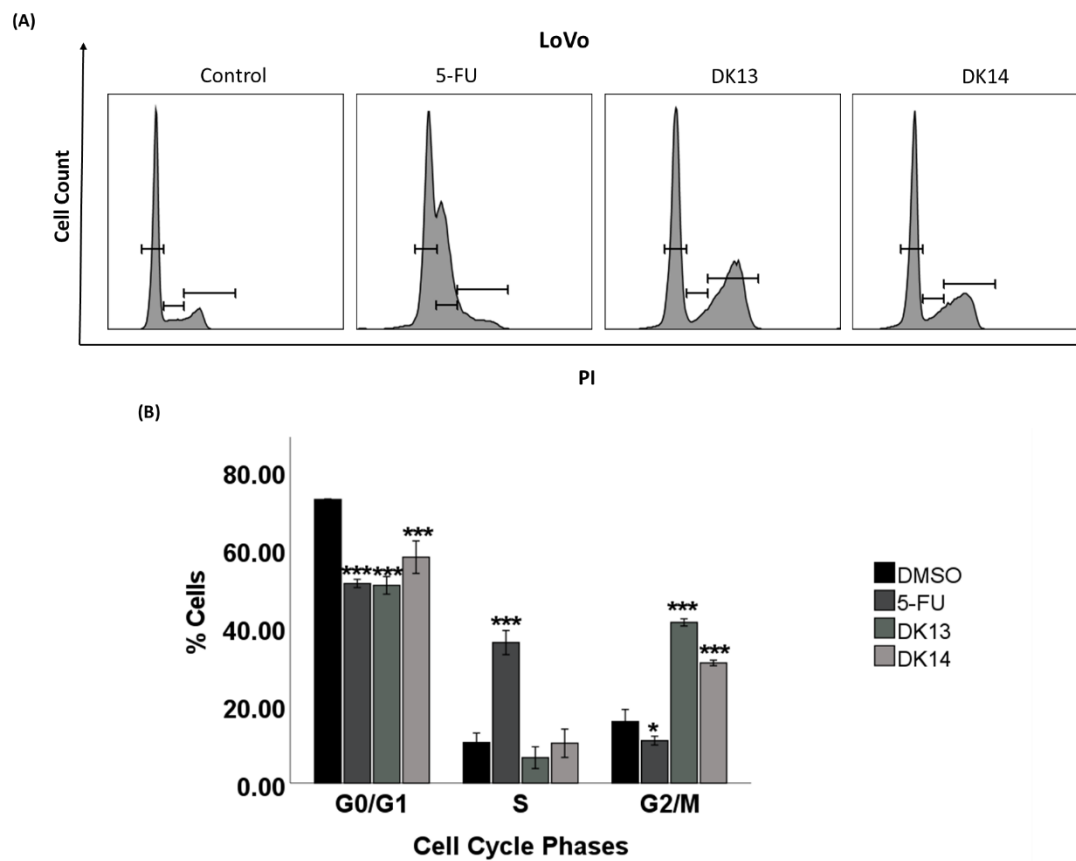 (A)
LoVo
Control
5-FU
DK13
DK14
Cell Count
PI
(B)
% Cells
80.00
60.00
40.00
20.00
0.00
***
***
***
***
***
*
***
G0/G1
S
G2/M
Cell Cycle Phases
DMSO
5-FU
DK13
DK14